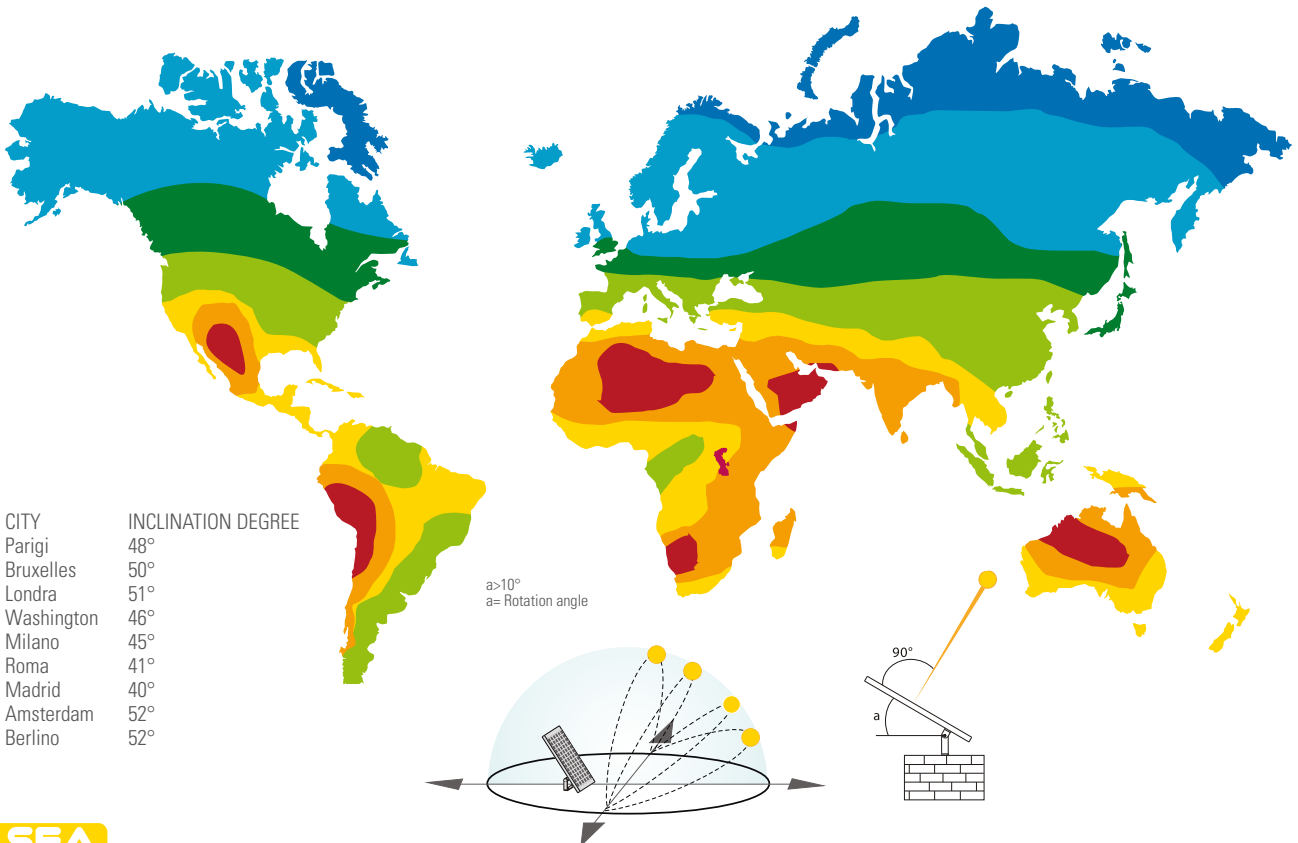 CITY INCLINATION DEGREE
Parigi 48°
Bruxelles 50°
Londra 51°
Washington 46°
Milano 45°
Roma 41°
Madrid 40°
Amsterdam 52°
Berlino 52°
a>10°
a= Rotation angle
90°
a
SEA